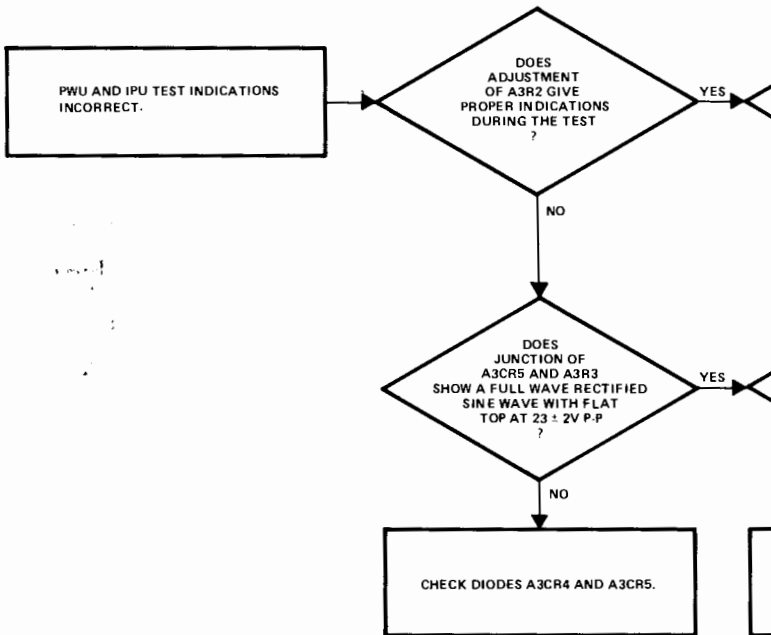 PWU AND IPU TEST INDICATIONS
INCORRECT.
DOES
ADJUSTMENT
OF A3R2 GIVE
PROPER INDICATIONS
DURING THE TEST
?
YES
NO
DOES
JUNCTION OF
A3CR5 AND A3R3
SHOW A FULL WAVE RECTIFIED
SINE WAVE WITH FLAT
TOP AT 23 ± 2V P-P
?
YES
NO
CHECK DIODES A3CR4 AND A3CR5.